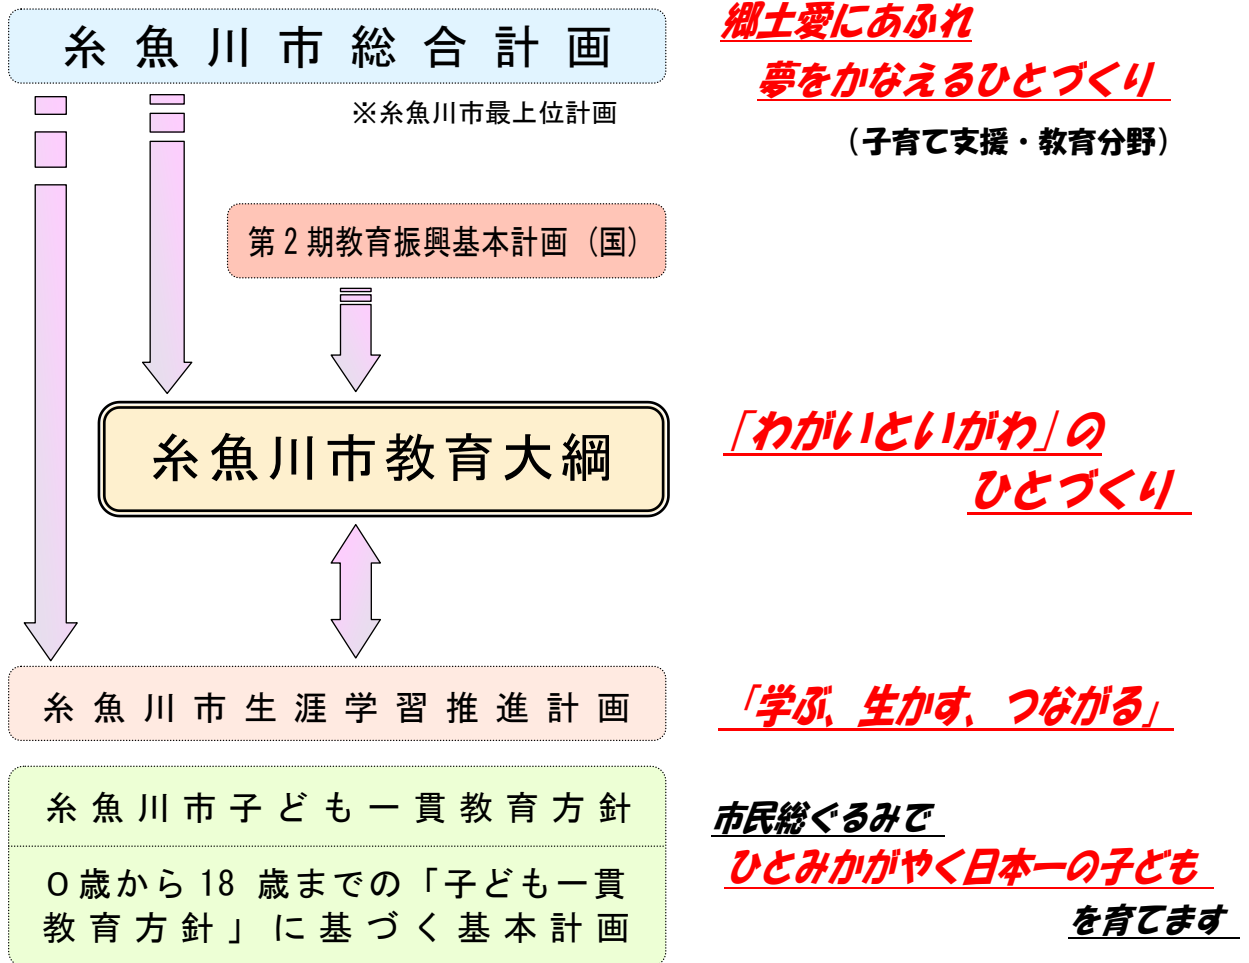 糸魚川市総合計画
※糸魚川市最上位計画
郷土愛にあふれ
夢をかなえるひとづくり
（子育て支援・教育分野）
第2期教育振興基本計画（国）
糸魚川市教育大綱
「わがいといがわ」の
ひとづくり
糸魚川市生涯学習推進計画
「学ぶ、生かす、つながる」
糸魚川市子ども一貫教育方針
0歳から18 歳までの「子ども一貫
教育方針」に基づく基本計画
市民総ぐるみで
ひとみかがやく日本一の子ども
を育てます